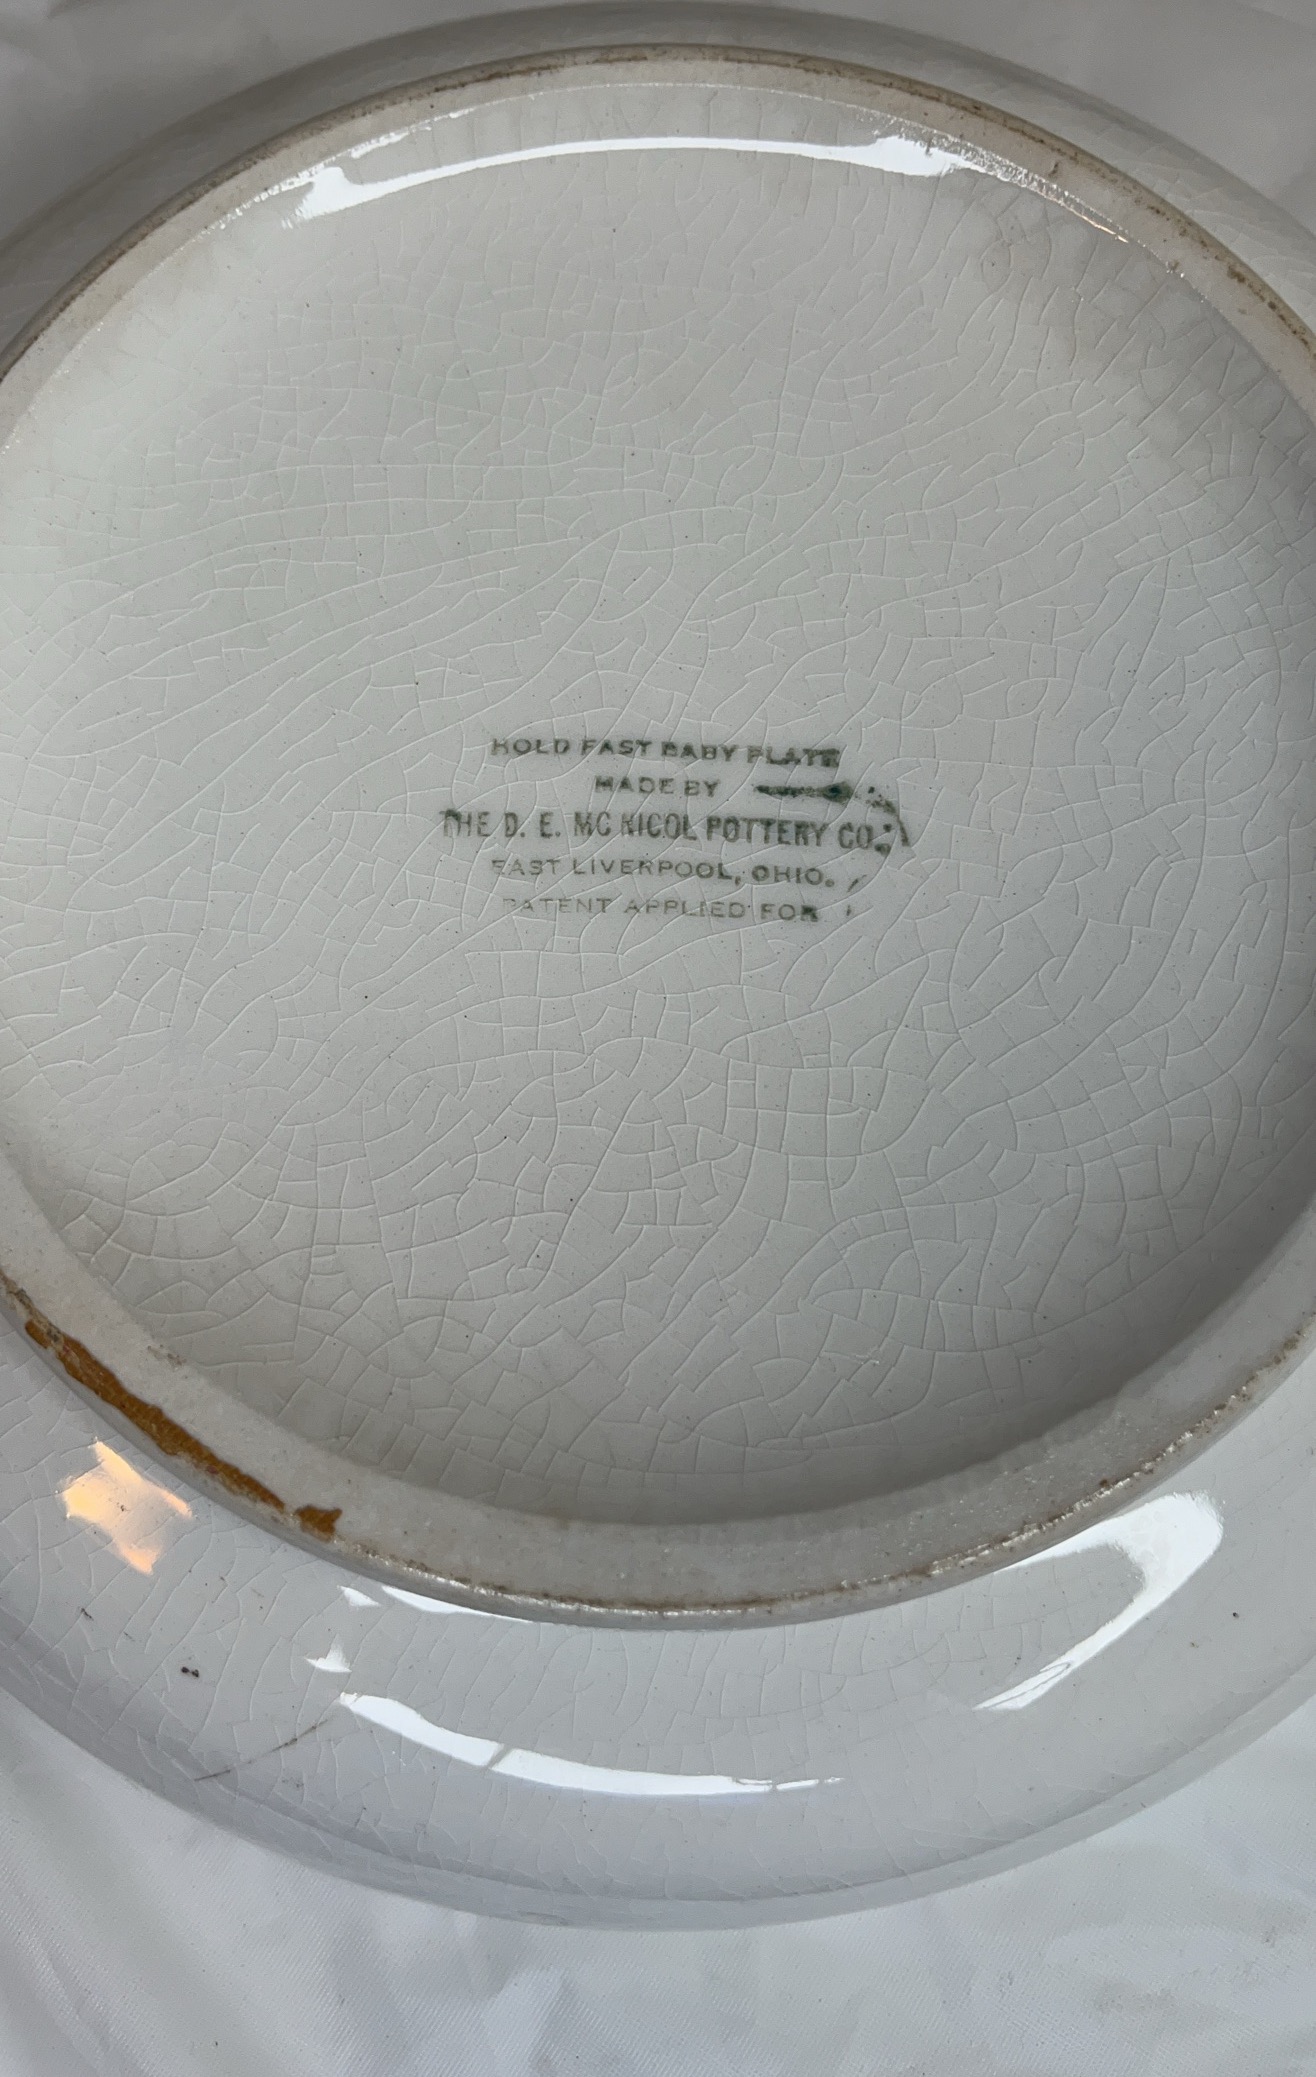 HOLD FAST BABY PLATE
MADE BY
THE D. E. MC NICOL POTTERY CO.
EAST LIVERPOOL, OHIO.
PATENT APPLIED FOR